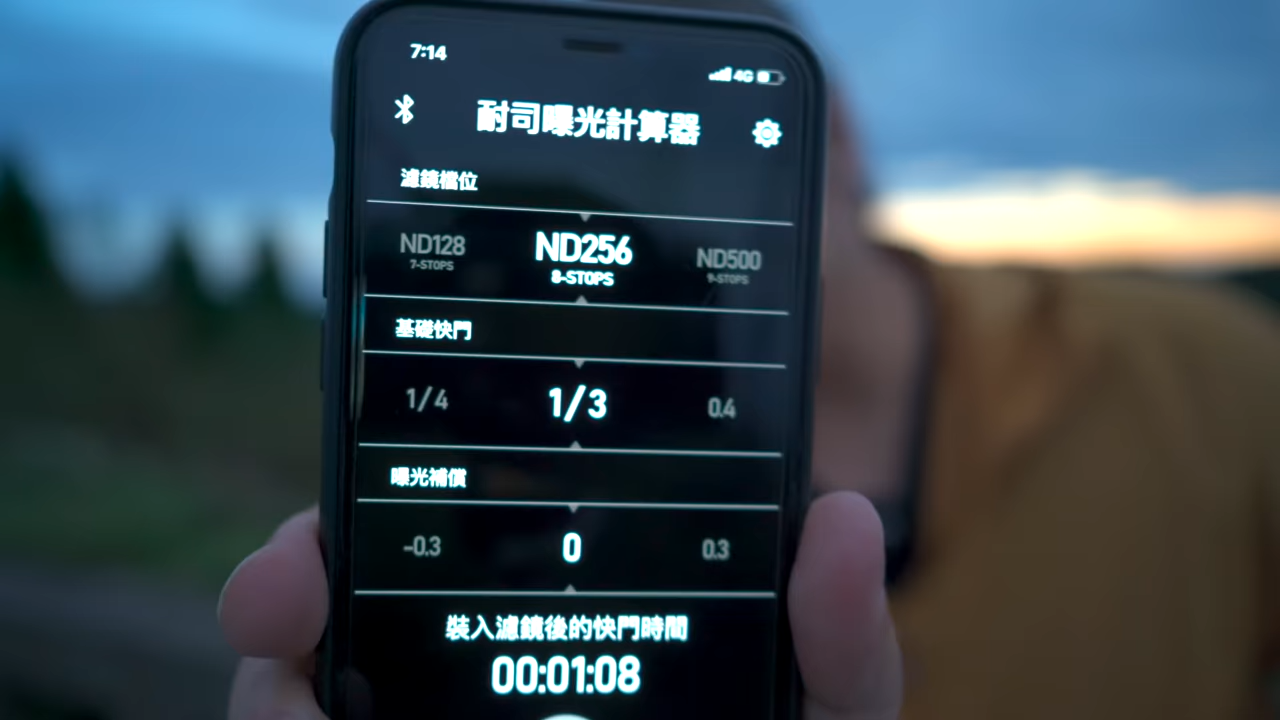 7:14
4G
耐司曝光計算器
濾鏡檔位
ND128 ND256 ND500
7-STOPS 8-STOPS 9-STOPS
基礎快門
1/4 1/3 0.4
曝光補償
-0.3 0 0.3
裝入濾鏡後的快門時間
00:01:08